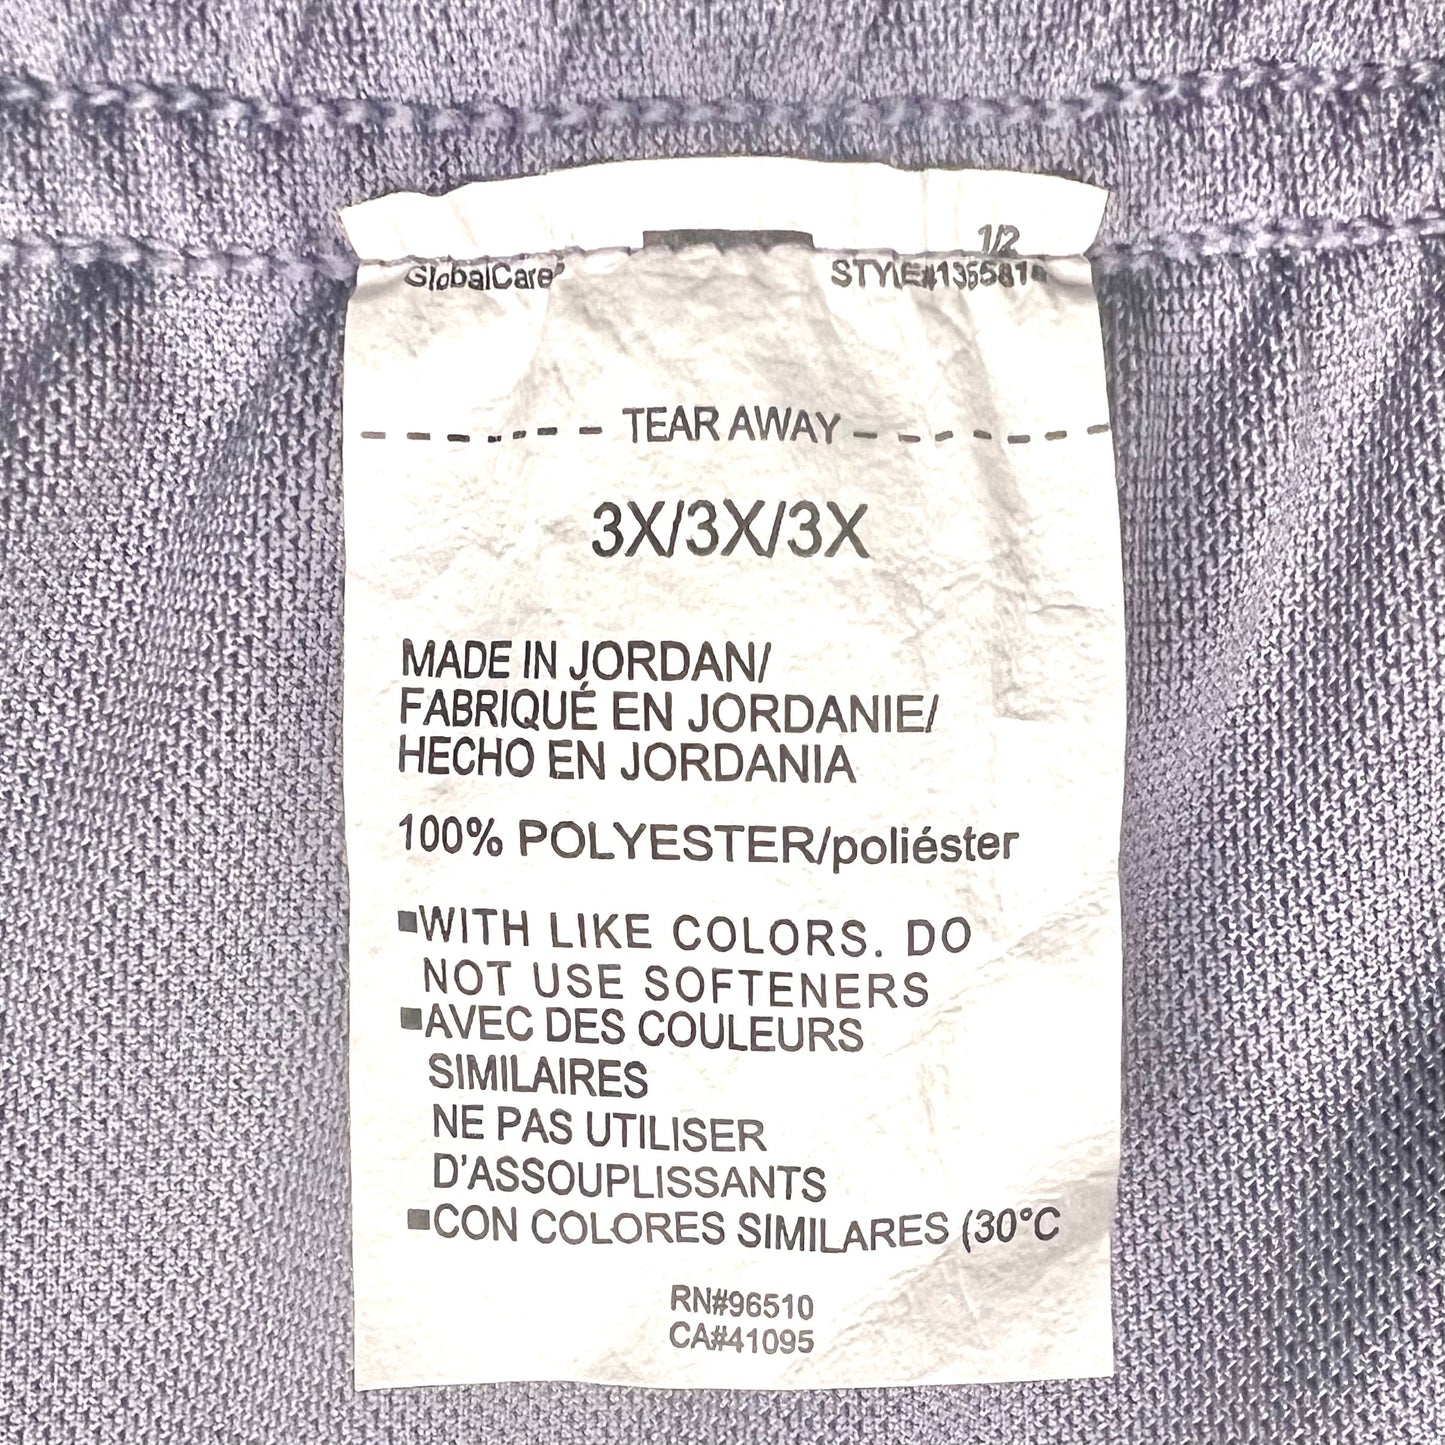 1/2
GlobalCare®
TEAR AWAY
3X/3X/3X
MADE IN JORDAN/
FABRIQUÉ EN JORDANIE/
HECHO EN JORDANIA
100% POLYESTER/poliéster
■WITH LIKE COLORS. DO
NOT USE SOFTENERS
■AVEC DES COULEURS
SIMILAIRES
NE PAS UTILISER
D'ASSOUPLISSANTS
■CON COLORES SIMILARES (30°C
RN#96510
CA#41095